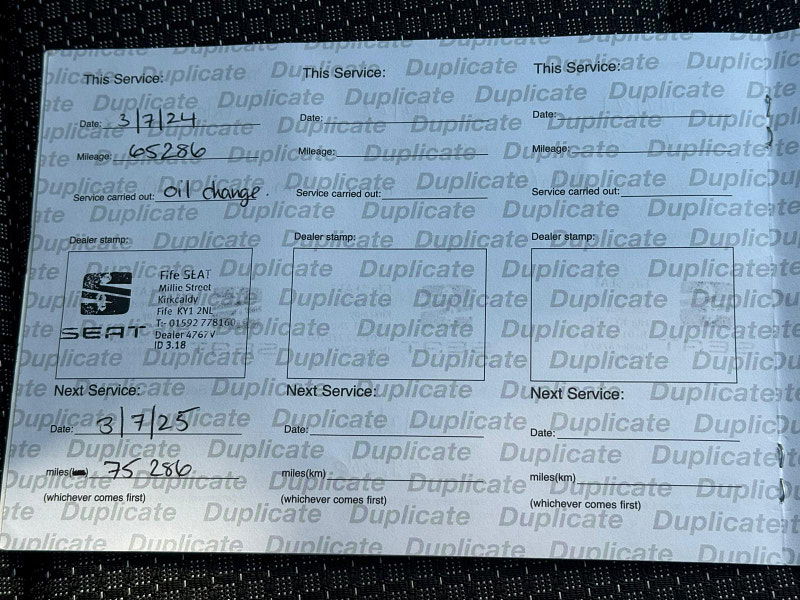 This Service:
Date: 3/7/24
Mileage: 65286
Service carried out: oil change.
Dealer stamp:
SEAT
Fife SEAT
Millie Street
Kirkcaldy
Fife KY1 2NL
T:- 01592 778160
Dealer 4767V
ID 3.18
Next Service:
Date: 3/7/25
miles( ) 75286
(whichever comes first)
This Service:
Date:
Mileage:
Service carried out:
Dealer stamp:
Next Service:
Date:
miles(km)
(whichever comes first)
This Service:
Date:
Mileage:
Service carried out:
Dealer stamp:
Next Service:
Date:
miles(km)
(whichever comes first)
Duplicate